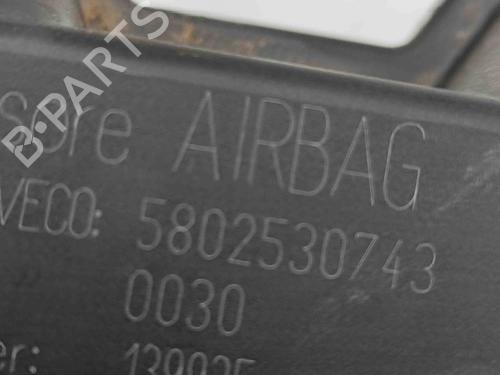 B-PARTS
sore AIRBAG
VECO: 5802530743
0030
er: